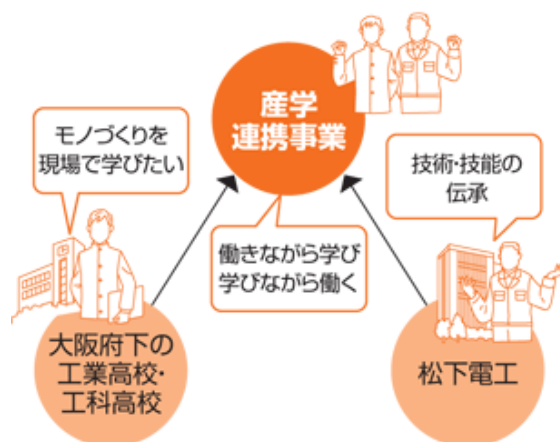 産学
連携事業
モノづくりを
現場で学びたい
技術・技能の
伝承
働きながら学び
学びながら働く
大阪府下の
工業高校・
工科高校
松下電工